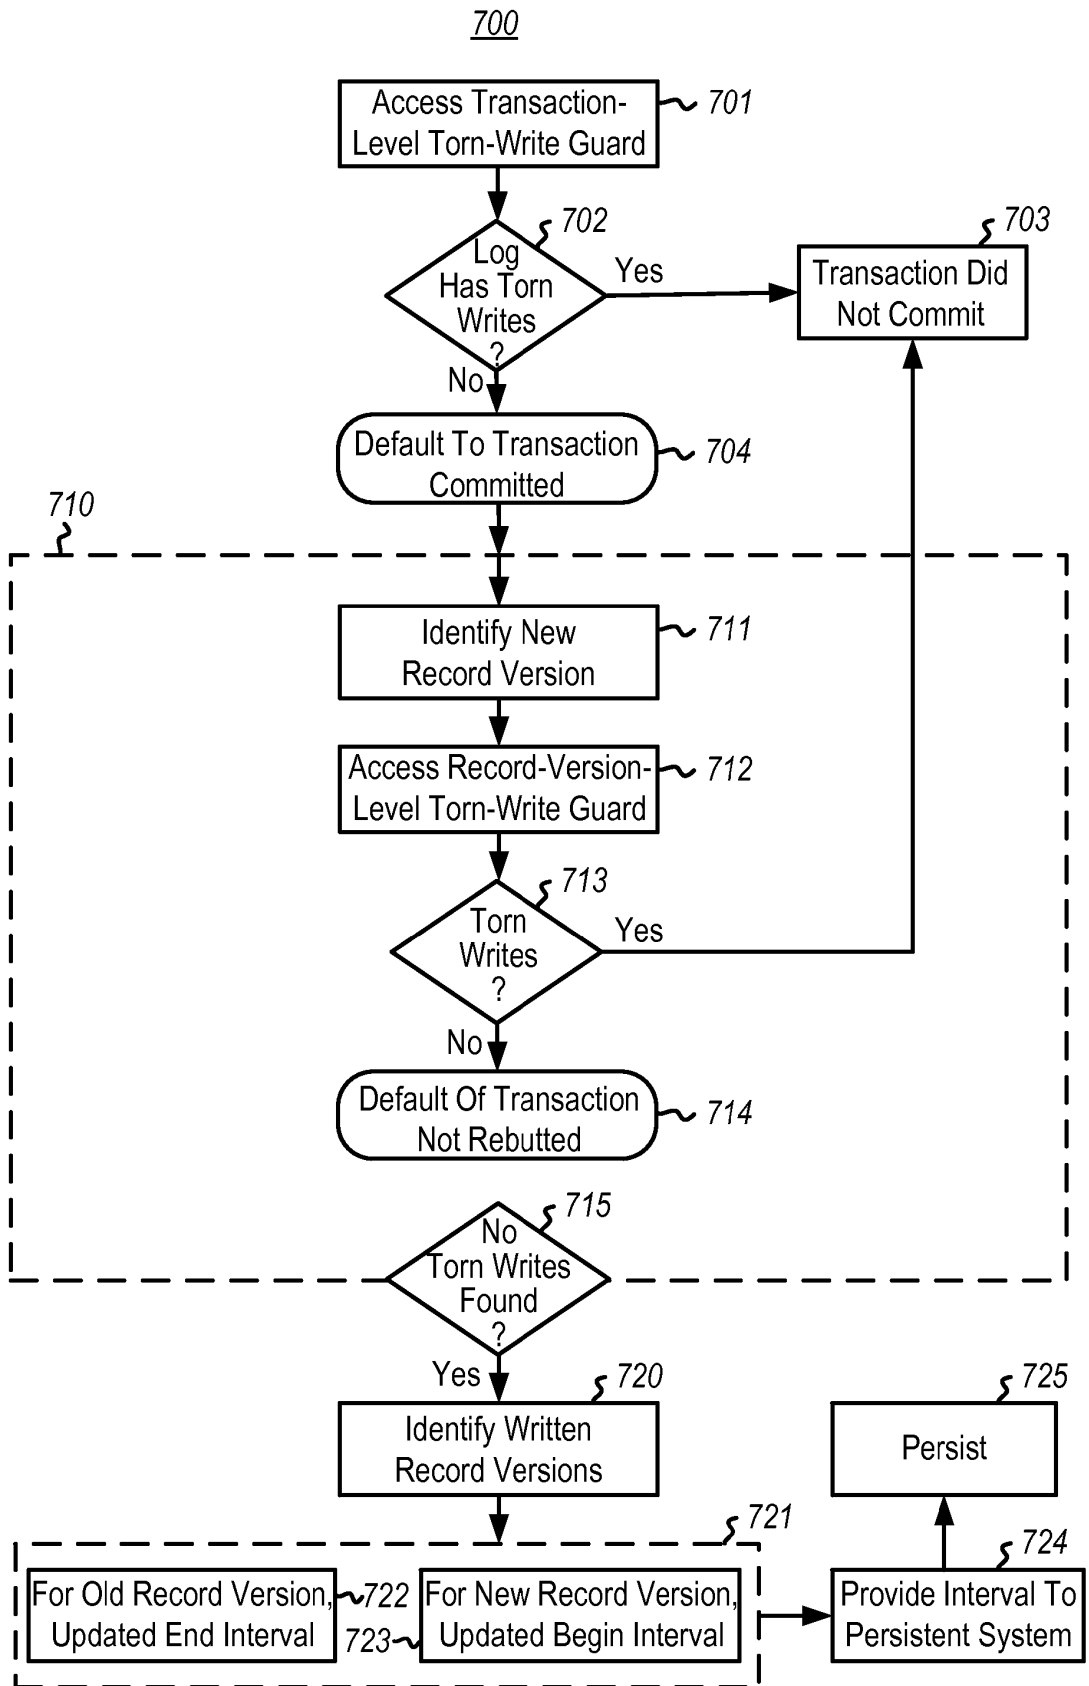 700
Access Transaction-
Level Torn-Write Guard
701
702
Log
Has Torn
Writes
?
Yes
703
Transaction Did
Not Commit
No
Default To Transaction
Committed
704
710
Identify New
Record Version
711
Access Record-Version-
Level Torn-Write Guard
712
713
Torn
Writes
?
Yes
No
Default Of Transaction
Not Rebutted
714
715
No
Torn Writes
Found
?
Yes
720
Identify Written
Record Versions
725
Persist
721
For Old Record Version,
Updated End Interval
722
723
For New Record Version,
Updated Begin Interval
724
Provide Interval To
Persistent System